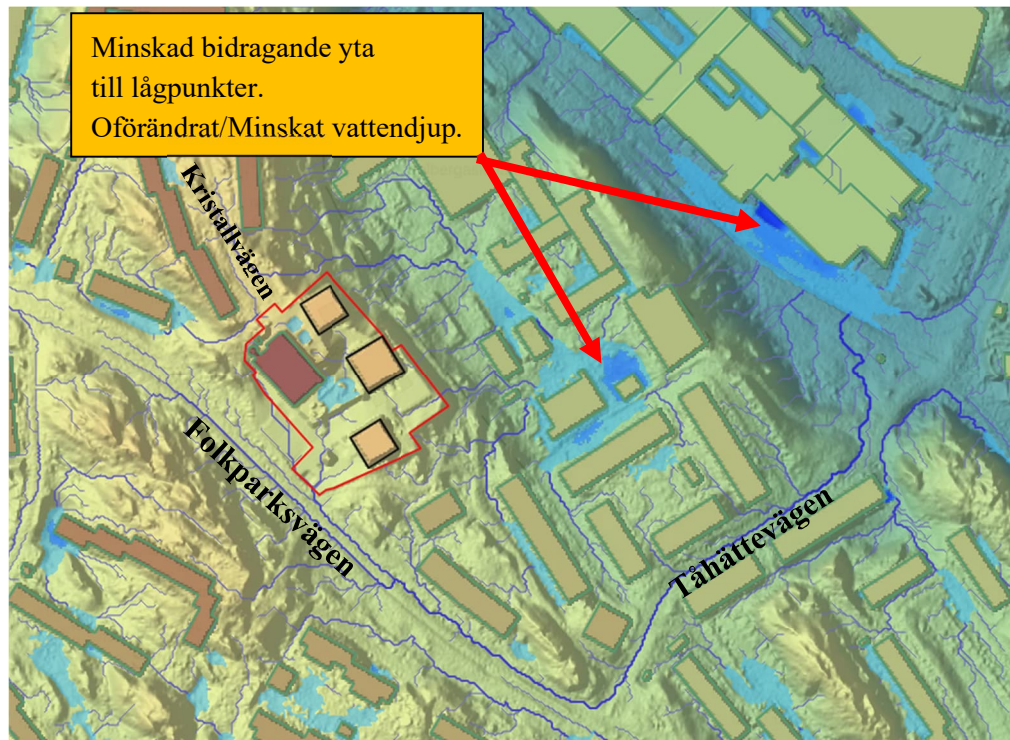 Minskad bidragande yta
till lågpunkter.
Oförändrat/Minskat vattendjup.
Kristallvägen
Folkparksvägen
Tåhättevägen